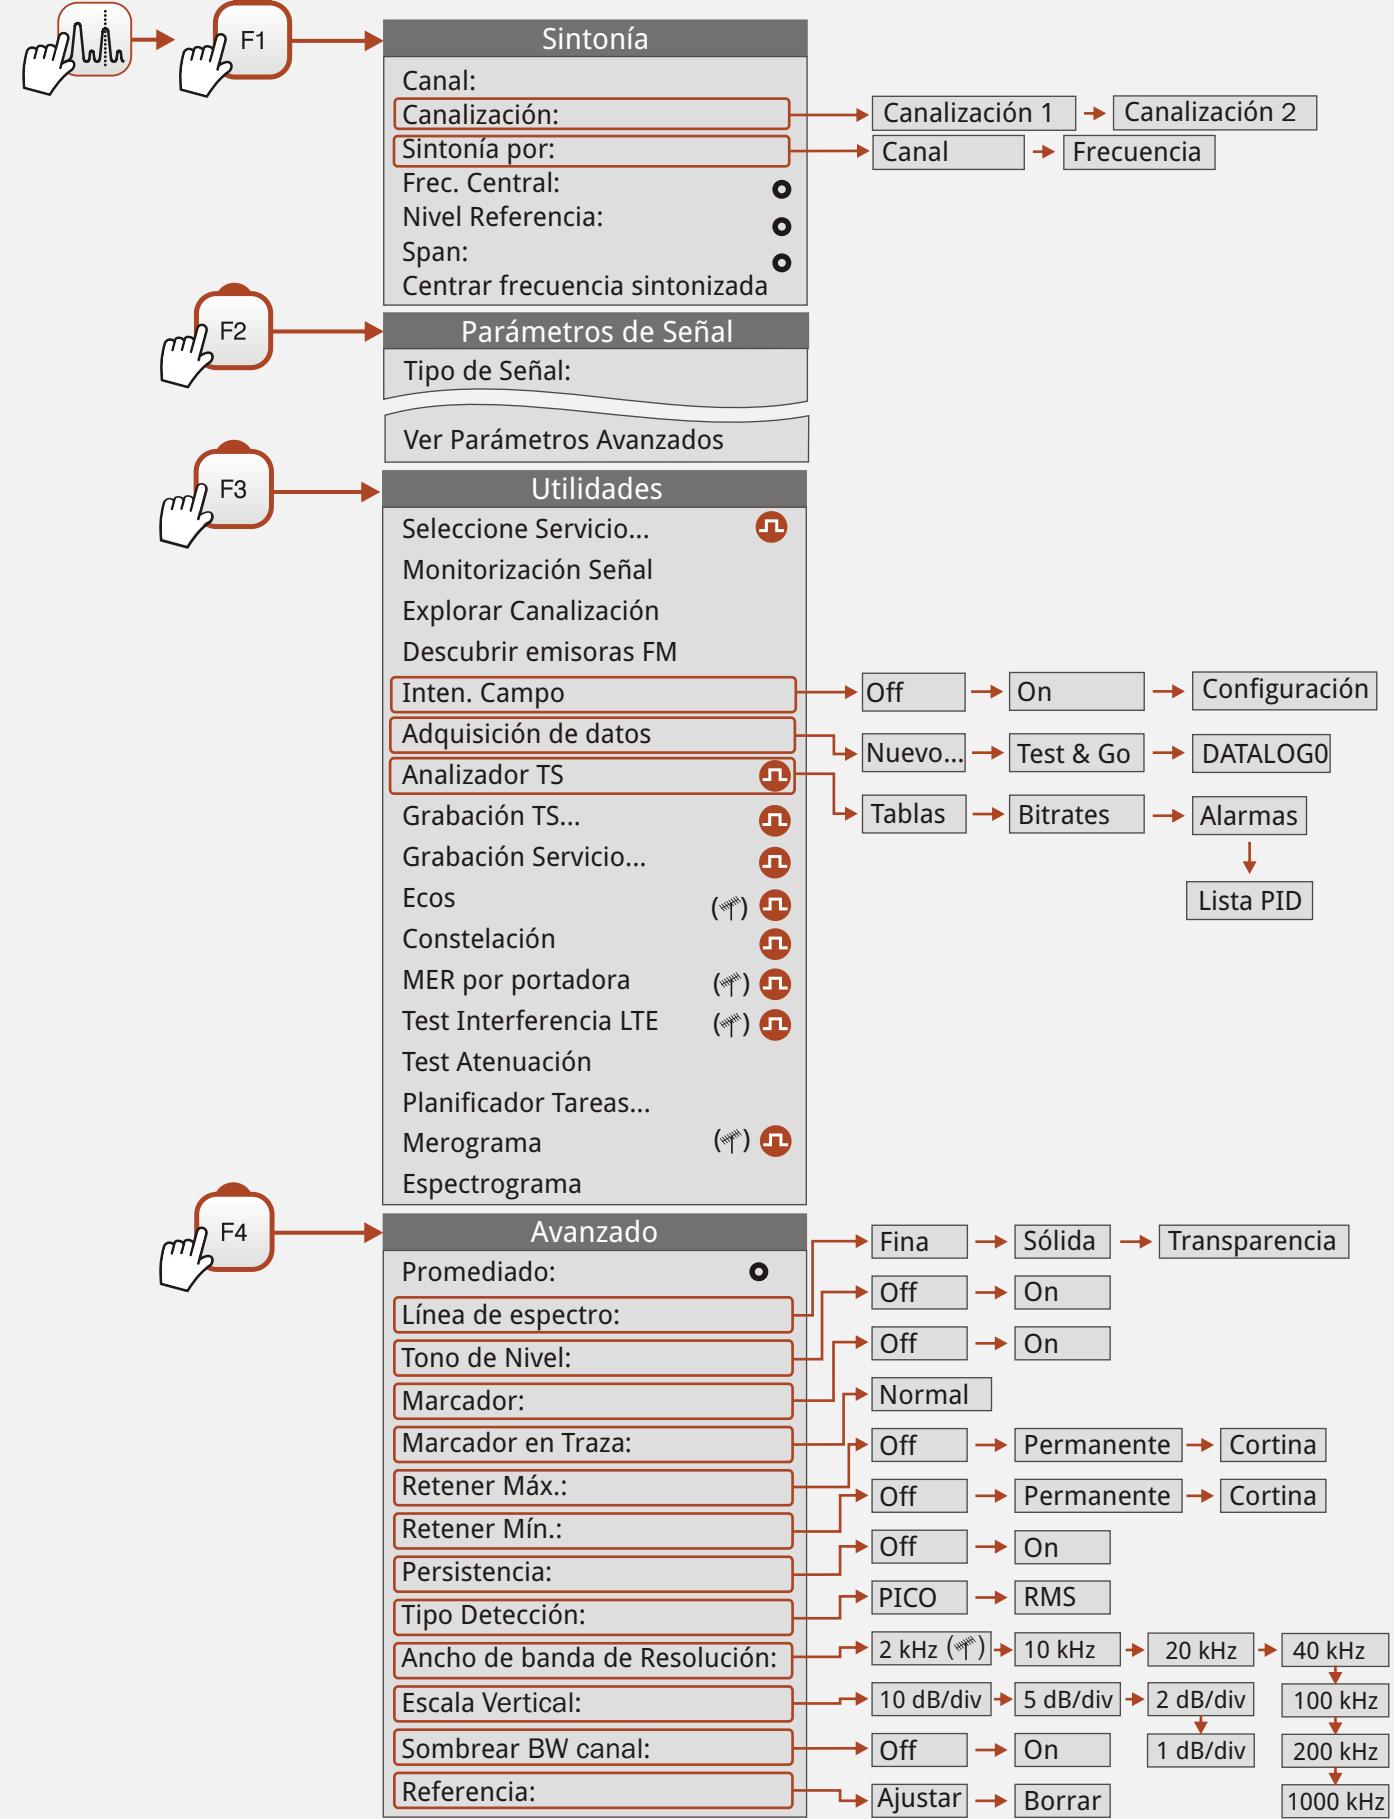 F1
Sintonía
Canal:
Canalización:
Canalización 1
Canalización 2
Sintonía por:
Canal
Frecuencia
Frec. Central:
Nivel Referencia:
Span:
Centrar frecuencia sintonizada
F2
Parámetros de Señal
Tipo de Señal:
Ver Parámetros Avanzados
F3
Utilidades
Seleccione Servicio...
Monitorización Señal
Explorar Canalización
Descubrir emisoras FM
Inten. Campo
Off
On
Configuración
Adquisición de datos
Nuevo...
Test & Go
DATALOG0
Analizador TS
Tablas
Bitrates
Alarmas
Lista PID
Grabación TS...
Grabación Servicio...
Ecos
Constelación
MER por portadora
Test Interferencia LTE
Test Atenuación
Planificador Tareas...
Merograma
Espectrograma
F4
Avanzado
Promediado:
Línea de espectro:
Fina
Sólida
Transparencia
Tono de Nivel:
Off
On
Marcador:
Off
On
Marcador en Traza:
Normal
Retener Máx.:
Off
Permanente
Cortina
Retener Mín.:
Off
Permanente
Cortina
Persistencia:
Off
On
Tipo Detección:
PICO
RMS
Ancho de banda de Resolución:
2 kHz
10 kHz
20 kHz
40 kHz
100 kHz
200 kHz
1000 kHz
Escala Vertical:
10 dB/div
5 dB/div
2 dB/div
1 dB/div
Sombrear BW canal:
Off
On
Referencia:
Ajustar
Borrar